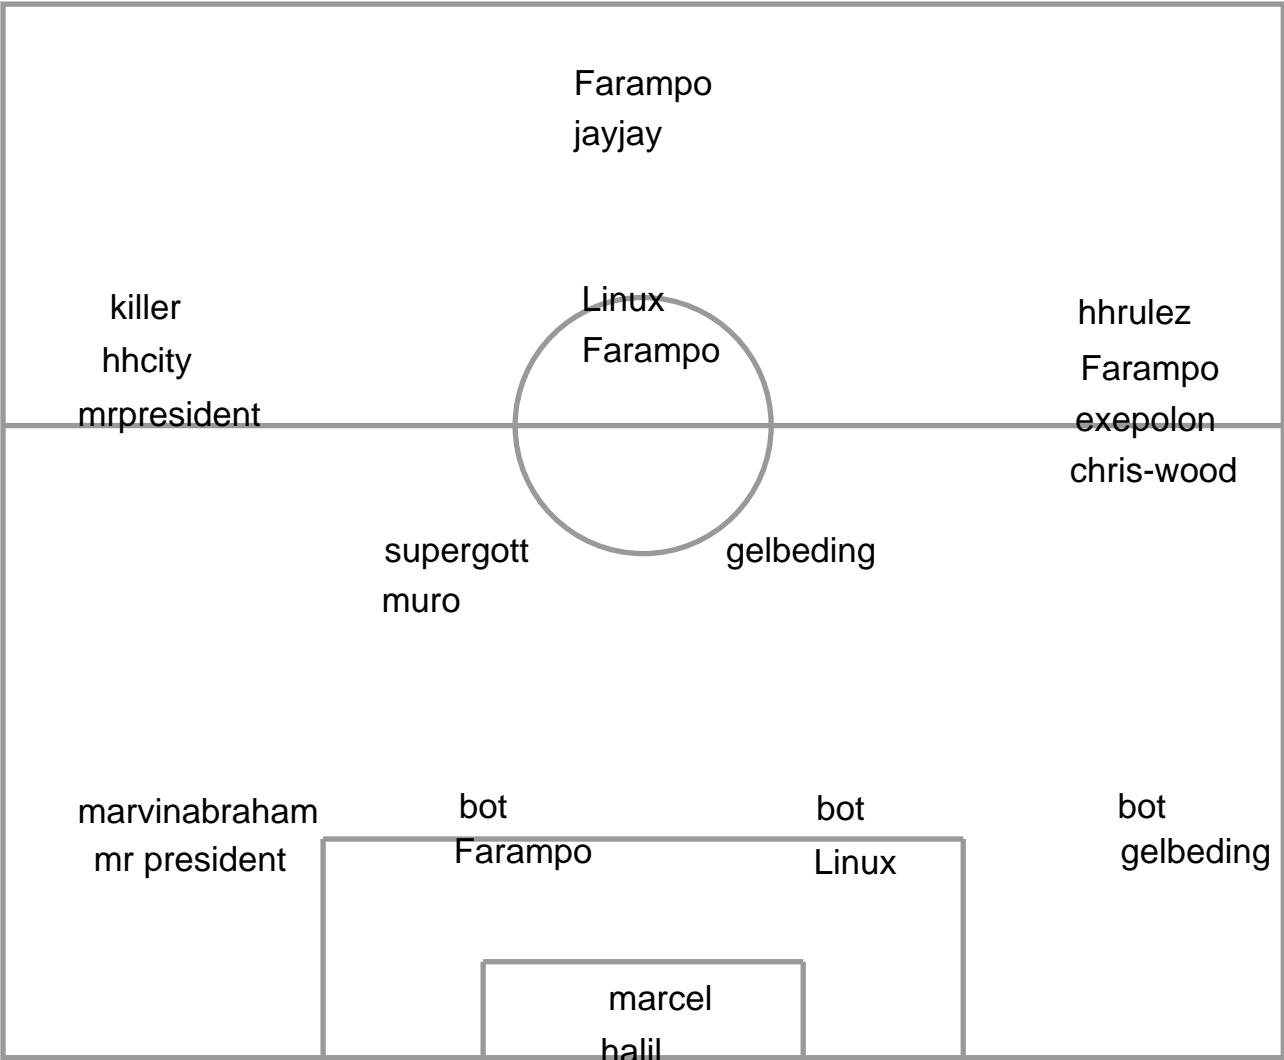 Farampo
jayjay
killer
hhcity
mrpresident
Linux
Farampo
hhrulez
Farampo
exepolon
chris-wood
supergott
muro
gelbeding
marvinabraham
mr president
bot
Farampo
bot
Linux
bot
gelbeding
marcel
halil